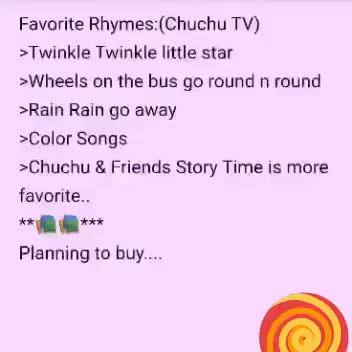 Favorite Rhymes:(Chuchu TV)
>Twinkle Twinkle little star
>Wheels on the bus go round n round
>Rain Rain go away
>Color Songs
>Chuchu & Friends Story Time is more
favorite..
**📚📚***
Planning to buy....